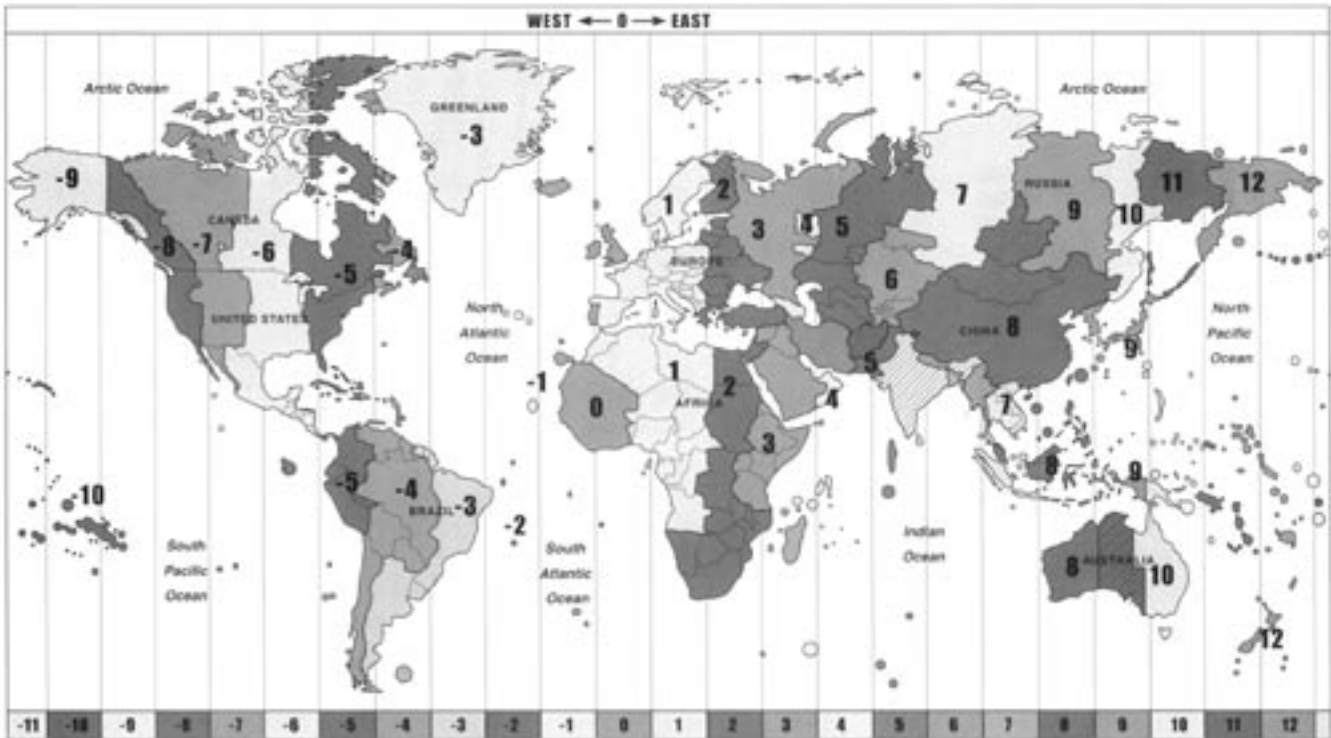 WEST ← 0 → EAST
Arctic Ocean
Arctic Ocean
GREENLAND
-3
-9
CANADA
-8 -7 -6 -5 -4
UNITED STATES
North
Atlantic
Ocean
1 2 3 4 5 7 RUSSIA 9 10 11 12
EUROPE
6
CHINA 8
9
North
Pacific
Ocean
-1 0 1 2 4 5 7
AFRICA
3
-10
-5 -4 -3 -2
BRAZIL
8 9
South
Pacific
Ocean
South
Atlantic
Ocean
Indian
Ocean
8 AUSTRALIA 10
12
-11 -10 -9 -8 -7 -6 -5 -4 -3 -2 -1 0 1 2 3 4 5 6 7 8 9 10 11 12